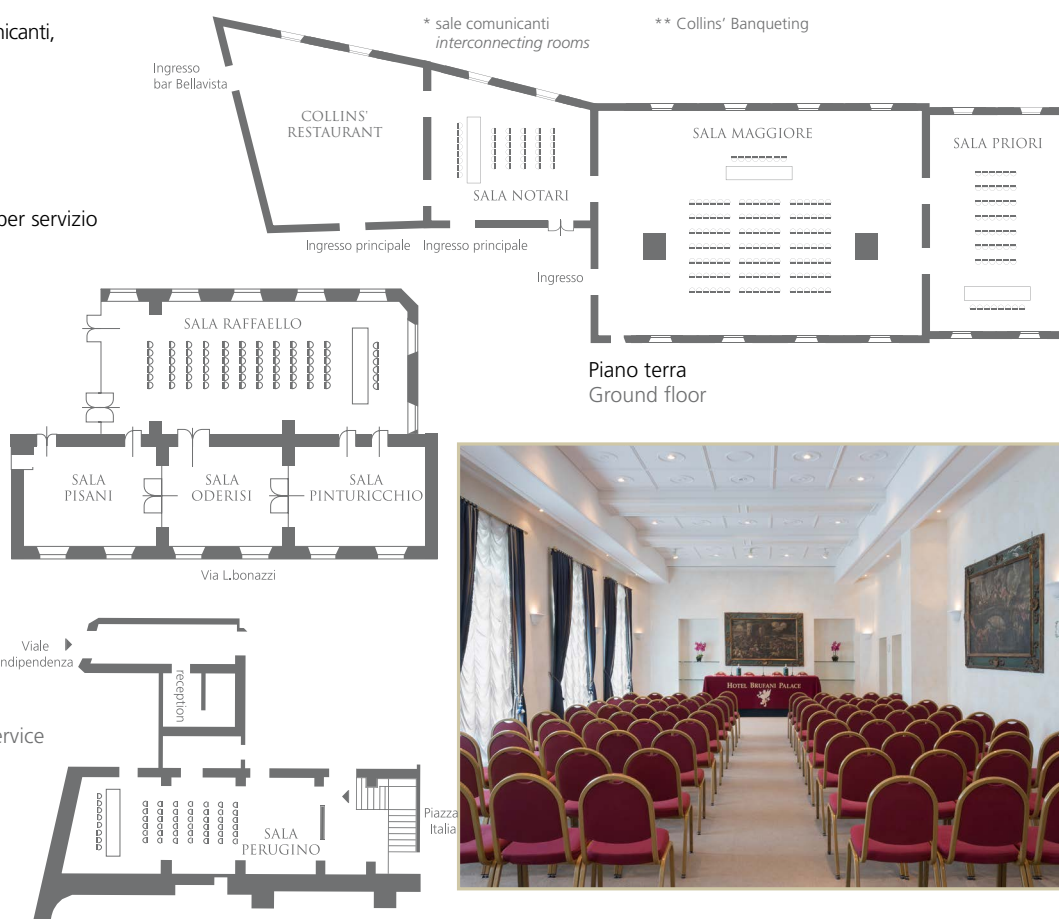 nicanti,
* sale comunicanti
interconnecting rooms
** Collins' Banqueting
Ingresso
bar Bellavista
COLLINS'
RESTAURANT
SALA NOTARI
SALA MAGGIORE
SALA PRIORI
per servizio
Ingresso principale
Ingresso principale
Ingresso
SALA RAFFAELLO
Piano terra
Ground floor
SALA
PISANI
SALA
ODERISI
SALA
PINTURICCHIO
Via L.bonazzi
Viale
ndipendenza
reception
ervice
SALA
PERUGINO
Piazza
Italia
HOTEL BRUFANI PALACE